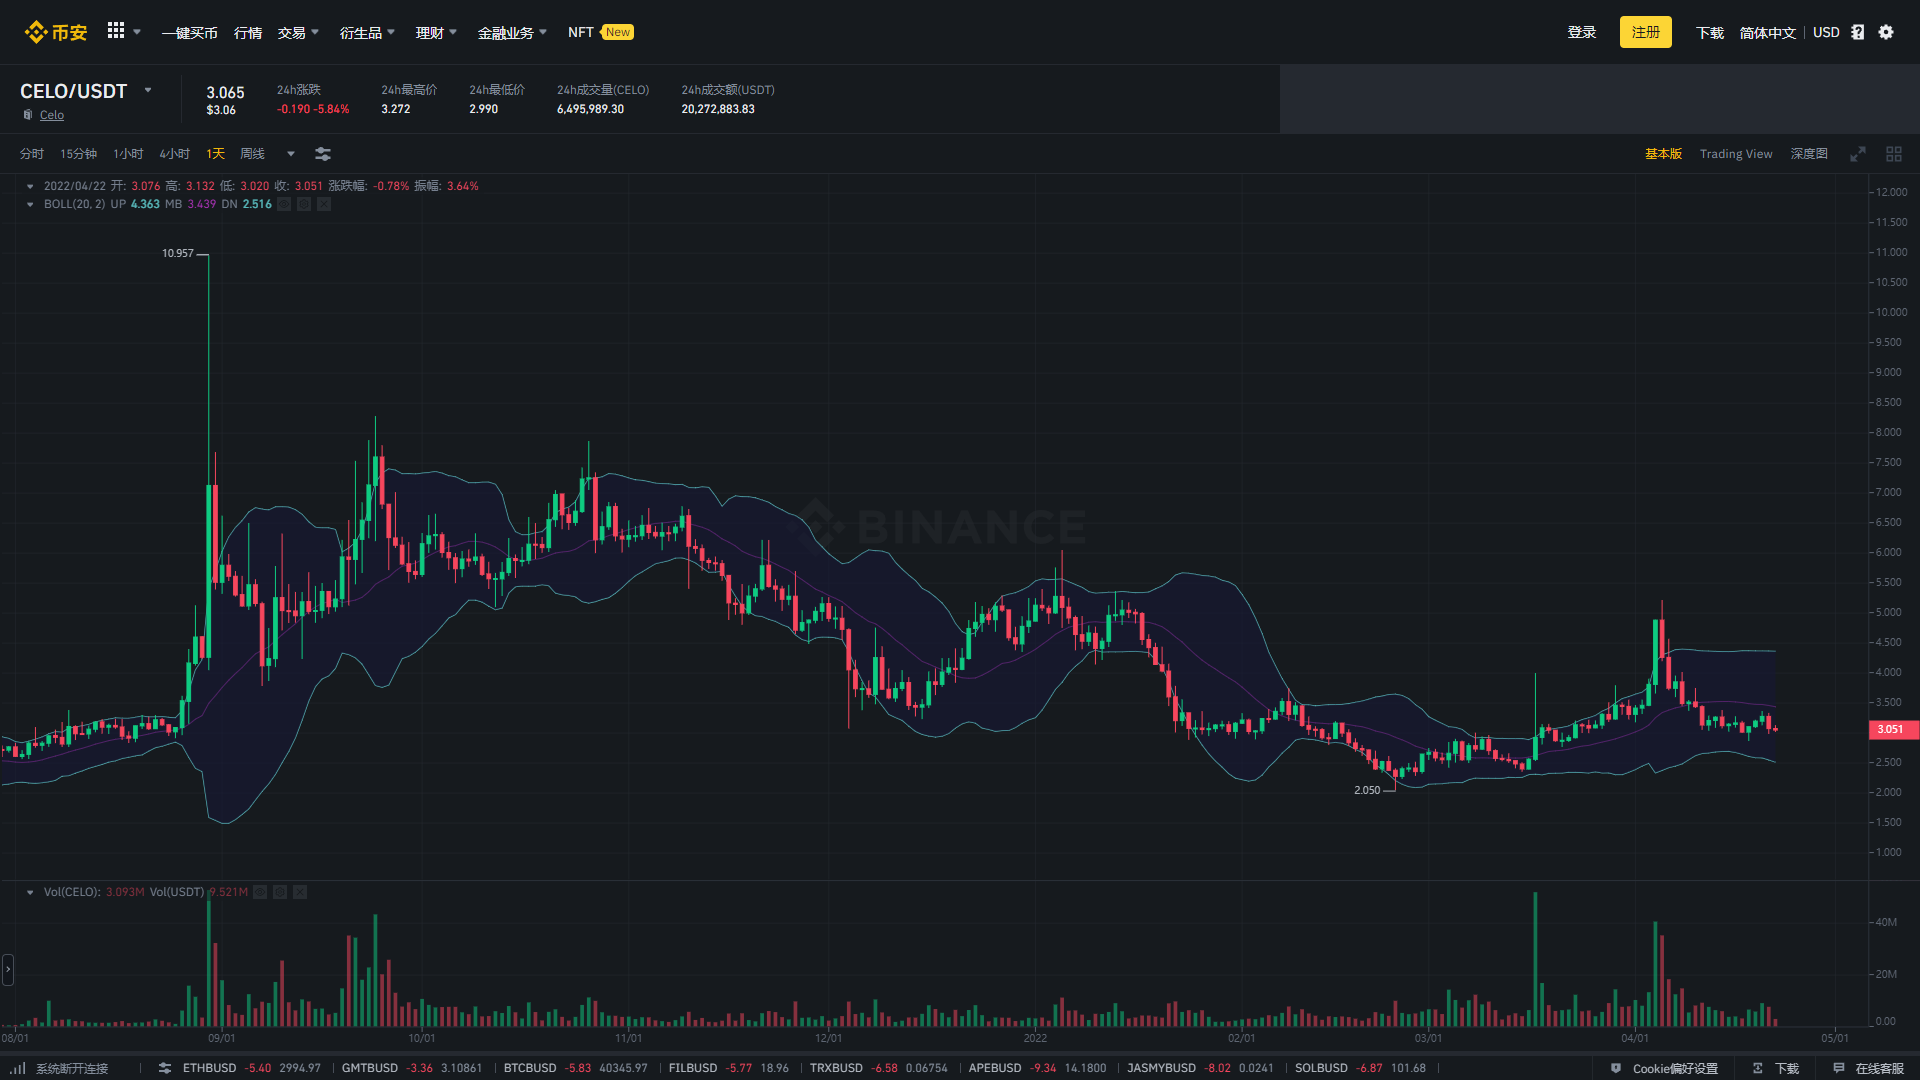 币安 一键买币 行情 交易 衍生品 理财 金融业务 NFT New 登录 注册 下载 简体中文 USD
CELO/USDT
Celo
3.065
$3.06
24h涨跌
-0.190 -5.84%
24h最高价
3.272
24h最低价
2.990
24h成交量(CELO)
6,495,989.30
24h成交额(USDT)
20,272,883.83
分时 15分钟 1小时 4小时 1天 周线 基本版 Trading View 深度图
2022/04/22 开: 3.076 高: 3.132 低: 3.020 收: 3.051 涨跌幅: -0.78% 振幅: 3.64%
BOLL(20, 2) UP 4.363 MB 3.439 DN 2.516
12.000
11.500
11.000
10.500
10.000
9.500
9.000
8.500
8.000
7.500
7.000
6.500
6.000
5.500
5.000
4.500
4.000
3.500
3.051
2.500
2.000
1.500
1.000
10.957
BINANCE
2.050
Vol(CELO): 3.093M Vol(USDT) 9.521M
40M
20M
0.00
08/01 09/01 10/01 11/01 12/01 2022 02/01 03/01 04/01 05/01
系统断开连接 ETHBUSD -5.40 2994.97 GMTBUSD -3.36 3.10861 BTCBUSD -5.83 40345.97 FILBUSD -5.77 18.96 TRXBUSD -6.58 0.06754 APEBUSD -9.34 14.1800 JASMYBUSD -8.02 0.0241 SOLBUSD -6.87 101.68 Cookie偏好设置 下载 在线客服